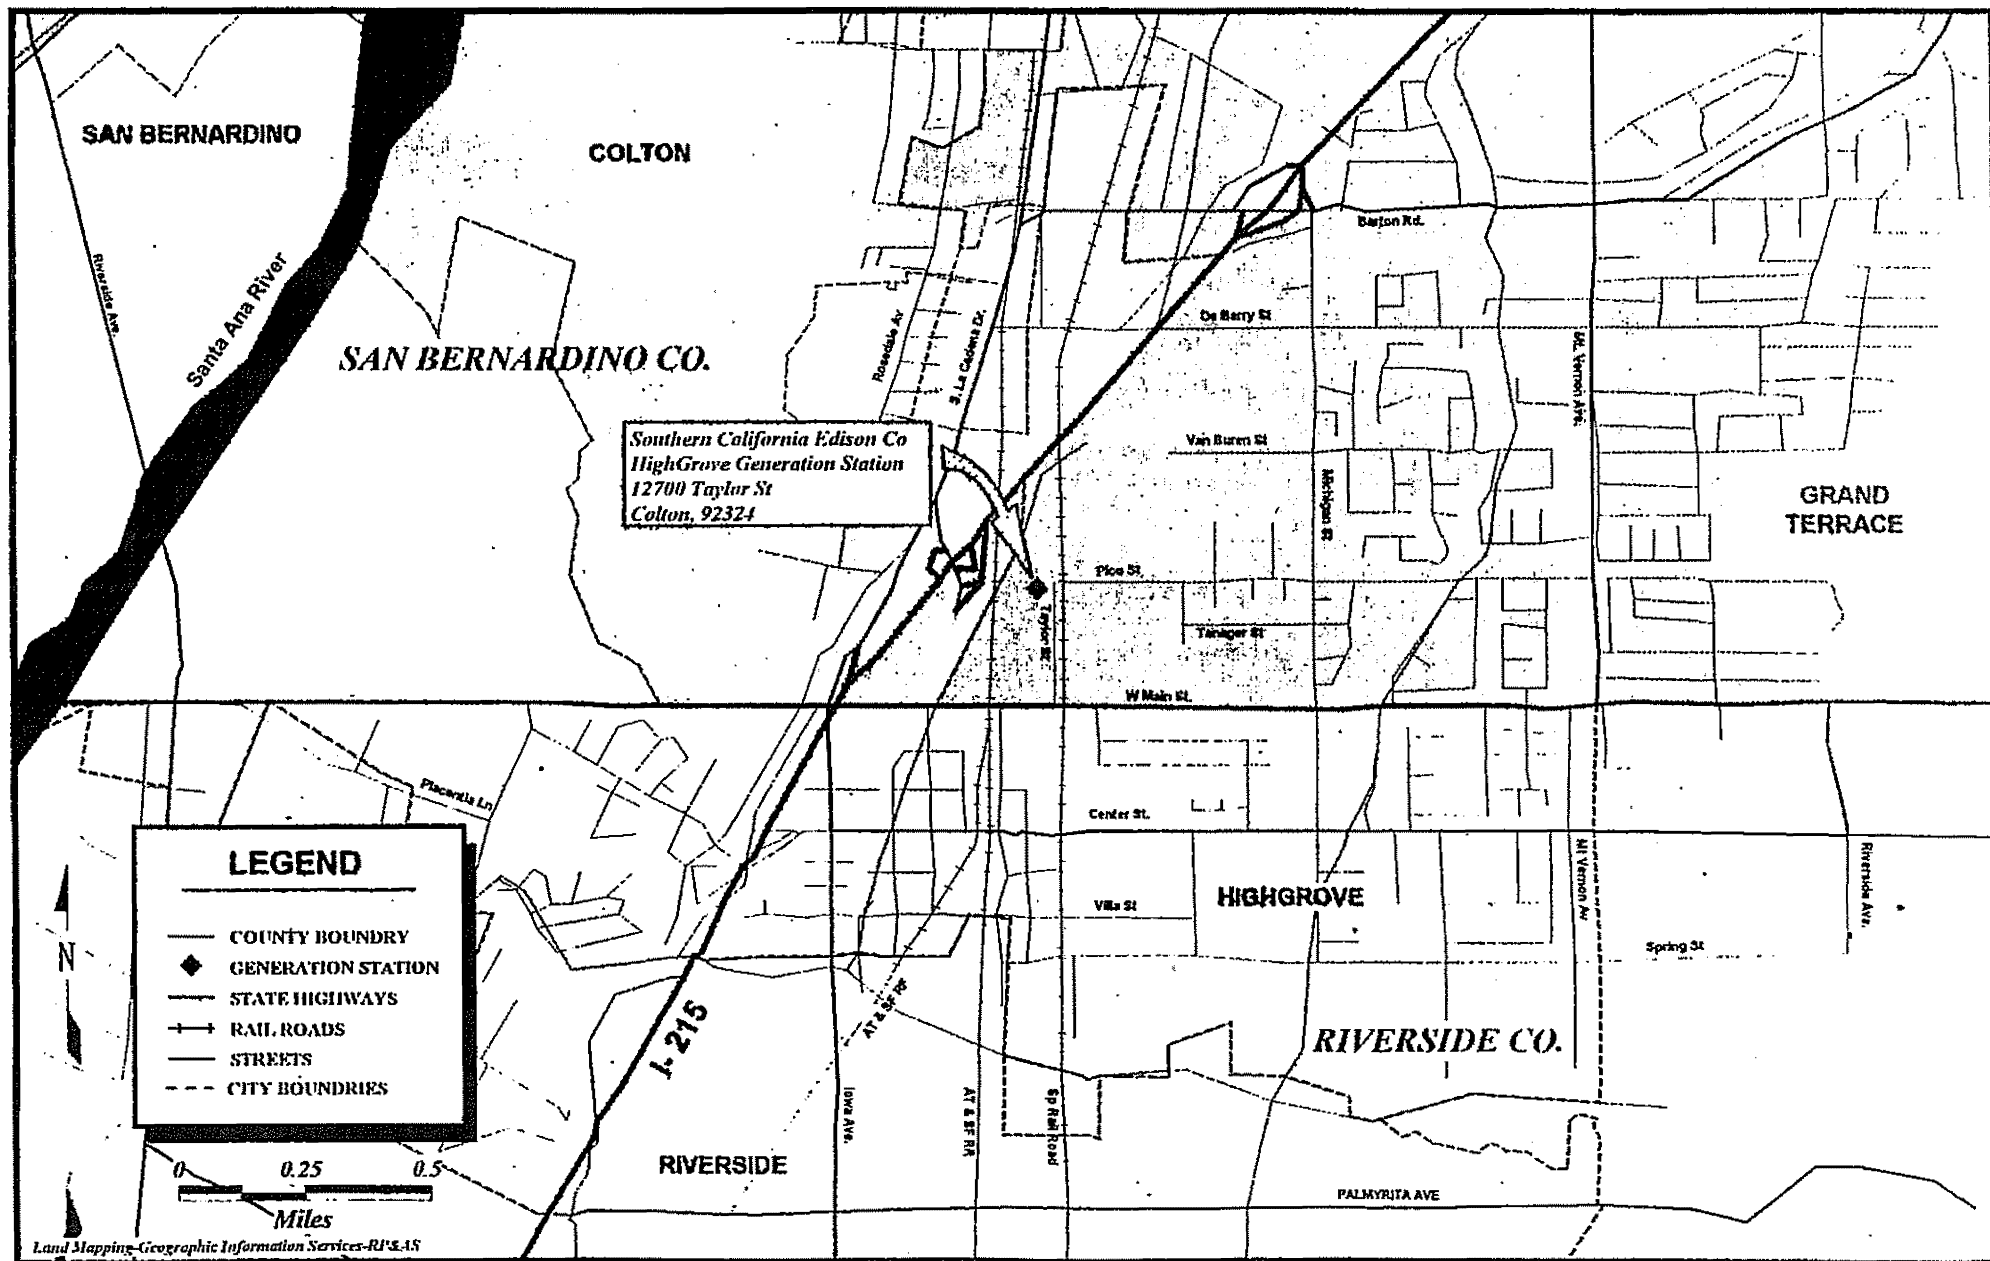 SAN BERNARDINO
COLTON
Barton Rd.
Riverside Ave.
Santa Ana River
De Berry St
SAN BERNARDINO CO.
Rosedale Av
S. La Cadena Dr.
Mt. Vernon Ave.
Southern California Edison Co
HighGrove Generation Station
12700 Taylor St
Colton, 92324
Van Buren St
Michigan St
GRAND
TERRACE
Pico St
Taylor St.
Tanager St
W Main St.
Placentia Ln
Center St.
LEGEND
COUNTY BOUNDRY
GENERATION STATION
STATE HIGHWAYS
RAIL ROADS
STREETS
CITY BOUNDRIES
N
Mt Vernon Av
Riverside Ave.
HIGHGROVE
Villa St
Spring St
AT & SF RF
I- 215
RIVERSIDE CO.
Iowa Ave.
AT & SF RR
Sp Rail Road
RIVERSIDE
PALMYRITA AVE
0 0.25 0.5
Miles
Land Mapping-Geographic Information Services-